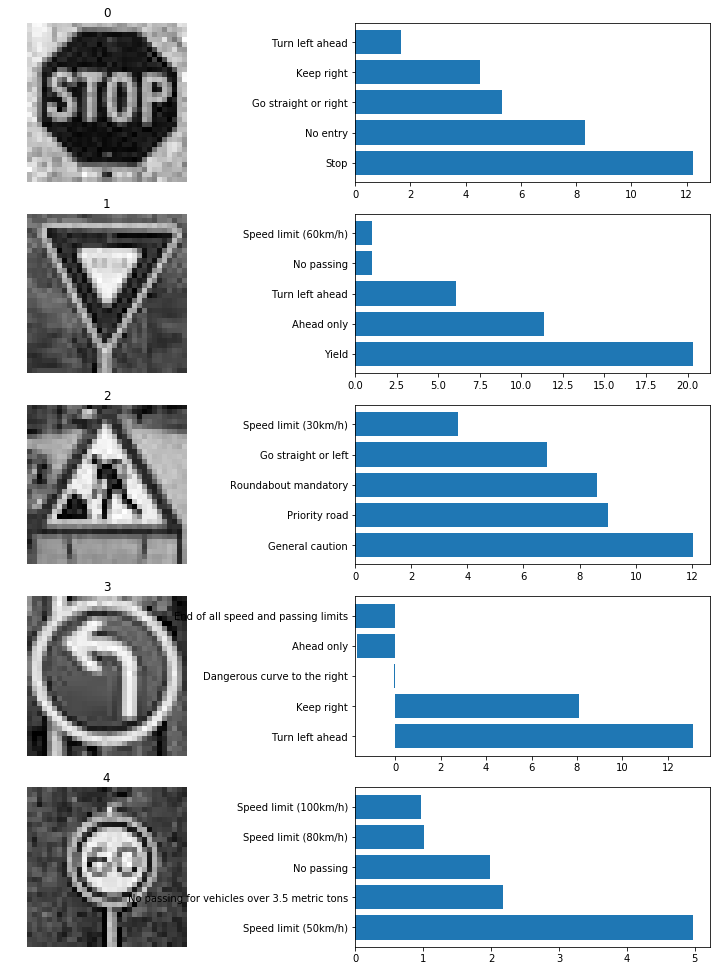 0
STOP
Turn left ahead
Keep right
Go straight or right
No entry
Stop
0 2 4 6 8 10 12
1
Speed limit (60km/h)
No passing
Turn left ahead
Ahead only
Yield
0.0 2.5 5.0 7.5 10.0 12.5 15.0 17.5 20.0
2
Speed limit (30km/h)
Go straight or left
Roundabout mandatory
Priority road
General caution
0 2 4 6 8 10 12
3
End of all speed and passing limits
Ahead only
Dangerous curve to the right
Keep right
Turn left ahead
0 2 4 6 8 10 12
4
60
Speed limit (100km/h)
Speed limit (80km/h)
No passing
No passing for vehicles over 3.5 metric tons
Speed limit (50km/h)
0 1 2 3 4 5